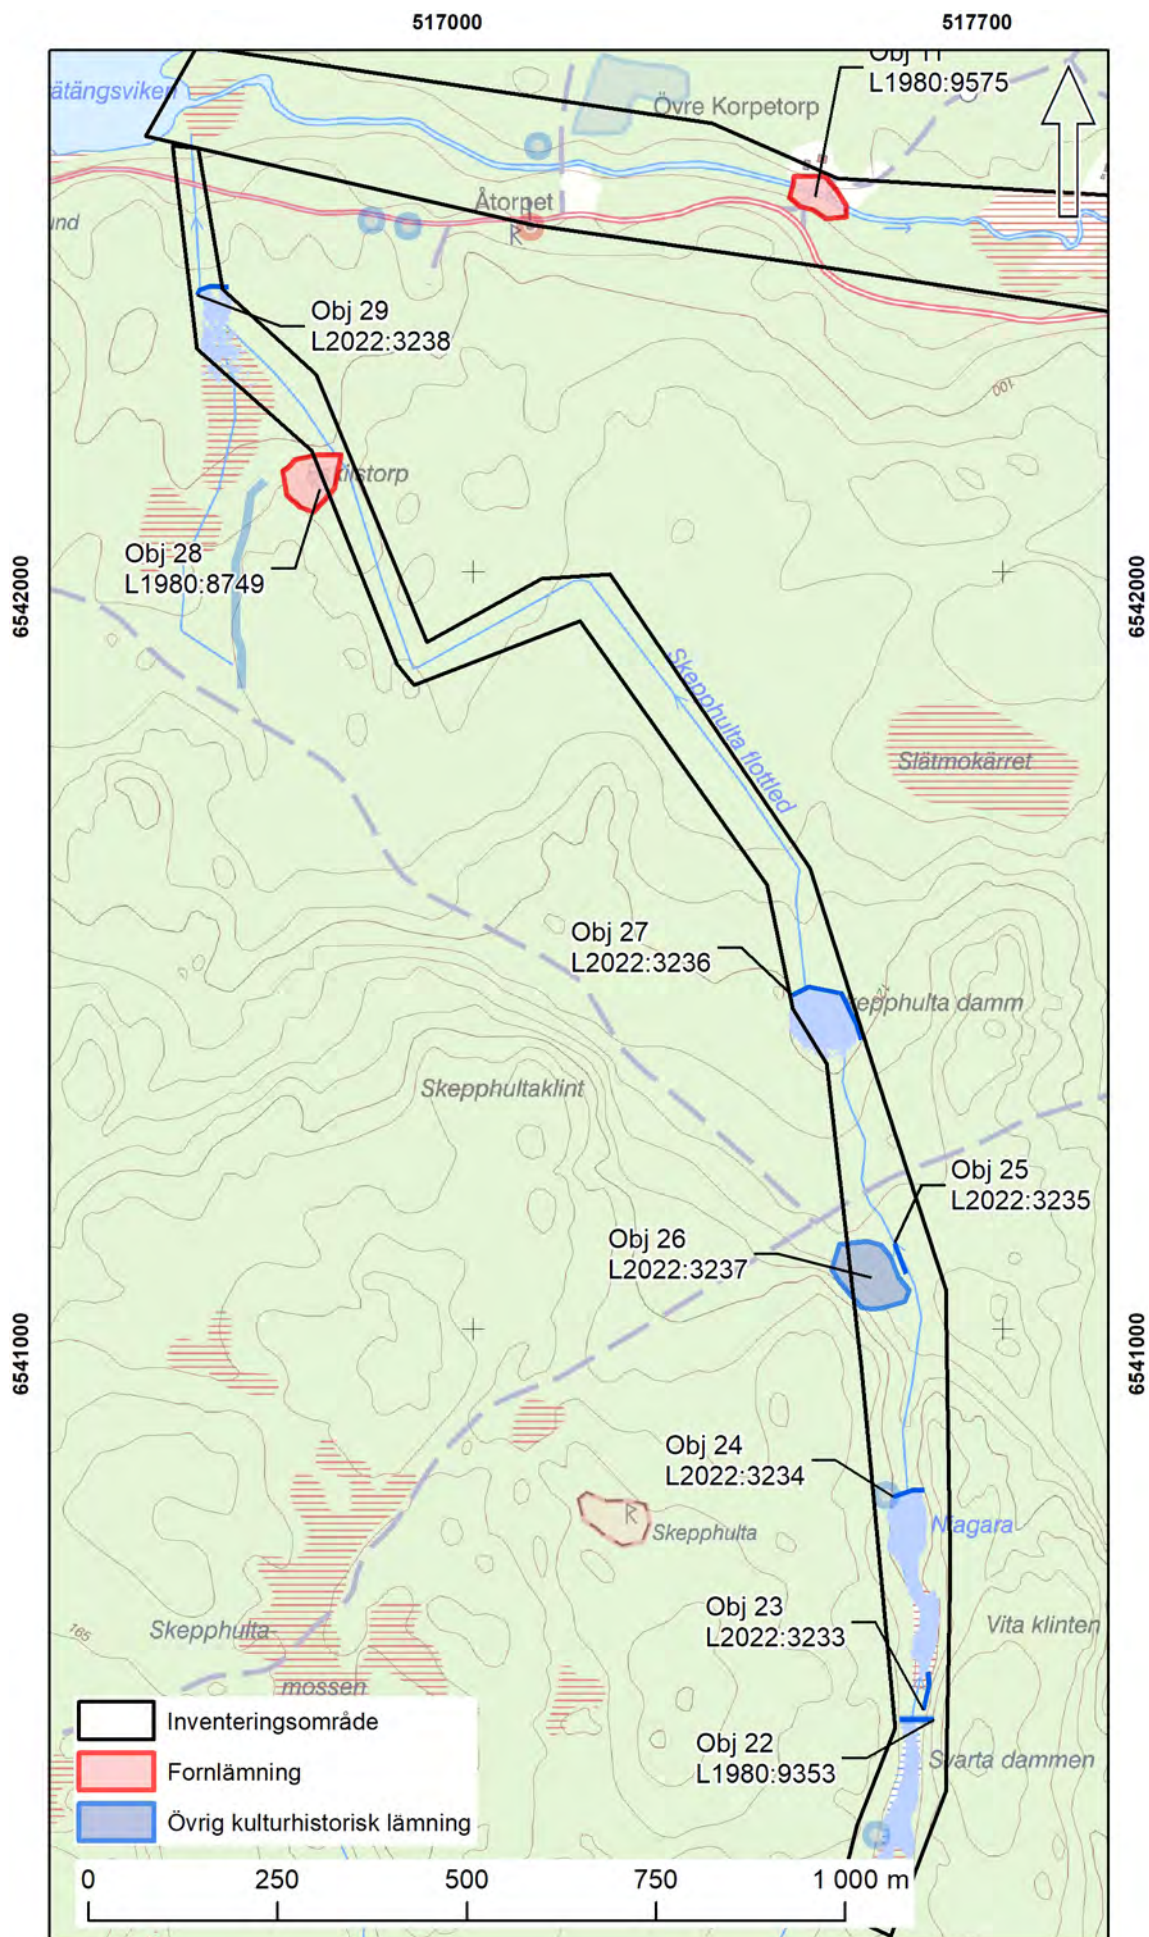 517000
517700
ätängsviken
Obj 11
L1980:9575
Övre Korpetorp
Åtorpet
R
und
Obj 29
L2022:3238
100
kilstorp
Obj 28
L1980:8749
6542000
6542000
Skepphulta flottled
Slätmokärret
Obj 27
L2022:3236
epphulta damm
Skepphultaklint
Obj 25
L2022:3235
Obj 26
L2022:3237
6541000
6541000
Obj 24
L2022:3234
R
Skepphulta
Niagara
Obj 23
L2022:3233
Vita klinten
165
Skepphulta-
mossen
Obj 22
L1980:9353
Svarta dammen
Inventeringsområde
Fornlämning
Övrig kulturhistorisk lämning
0 250 500 750 1 000 m